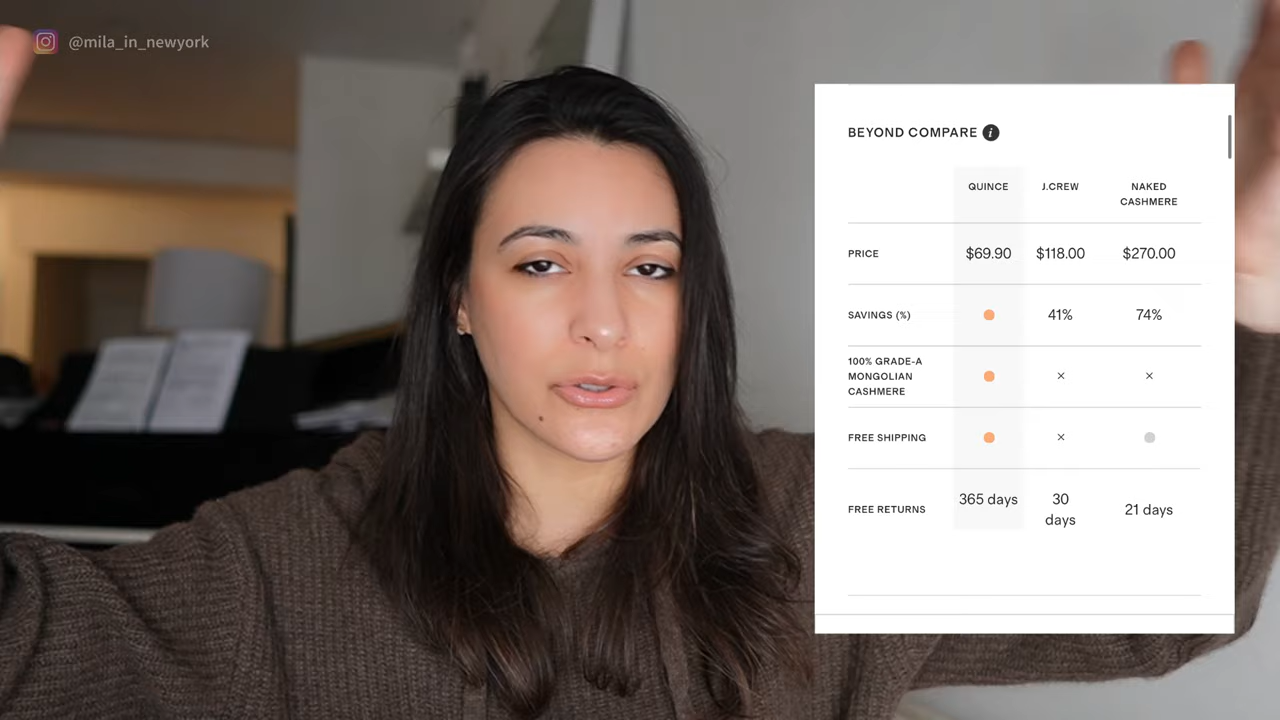 @mila_in_newyork
BEYOND COMPARE i
QUINCE J.CREW NAKED CASHMERE
PRICE $69.90 $118.00 $270.00
SAVINGS (%) 41% 74%
100% GRADE-A
MONGOLIAN
CASHMERE × ×
FREE SHIPPING ×
FREE RETURNS 365 days 30 days 21 days